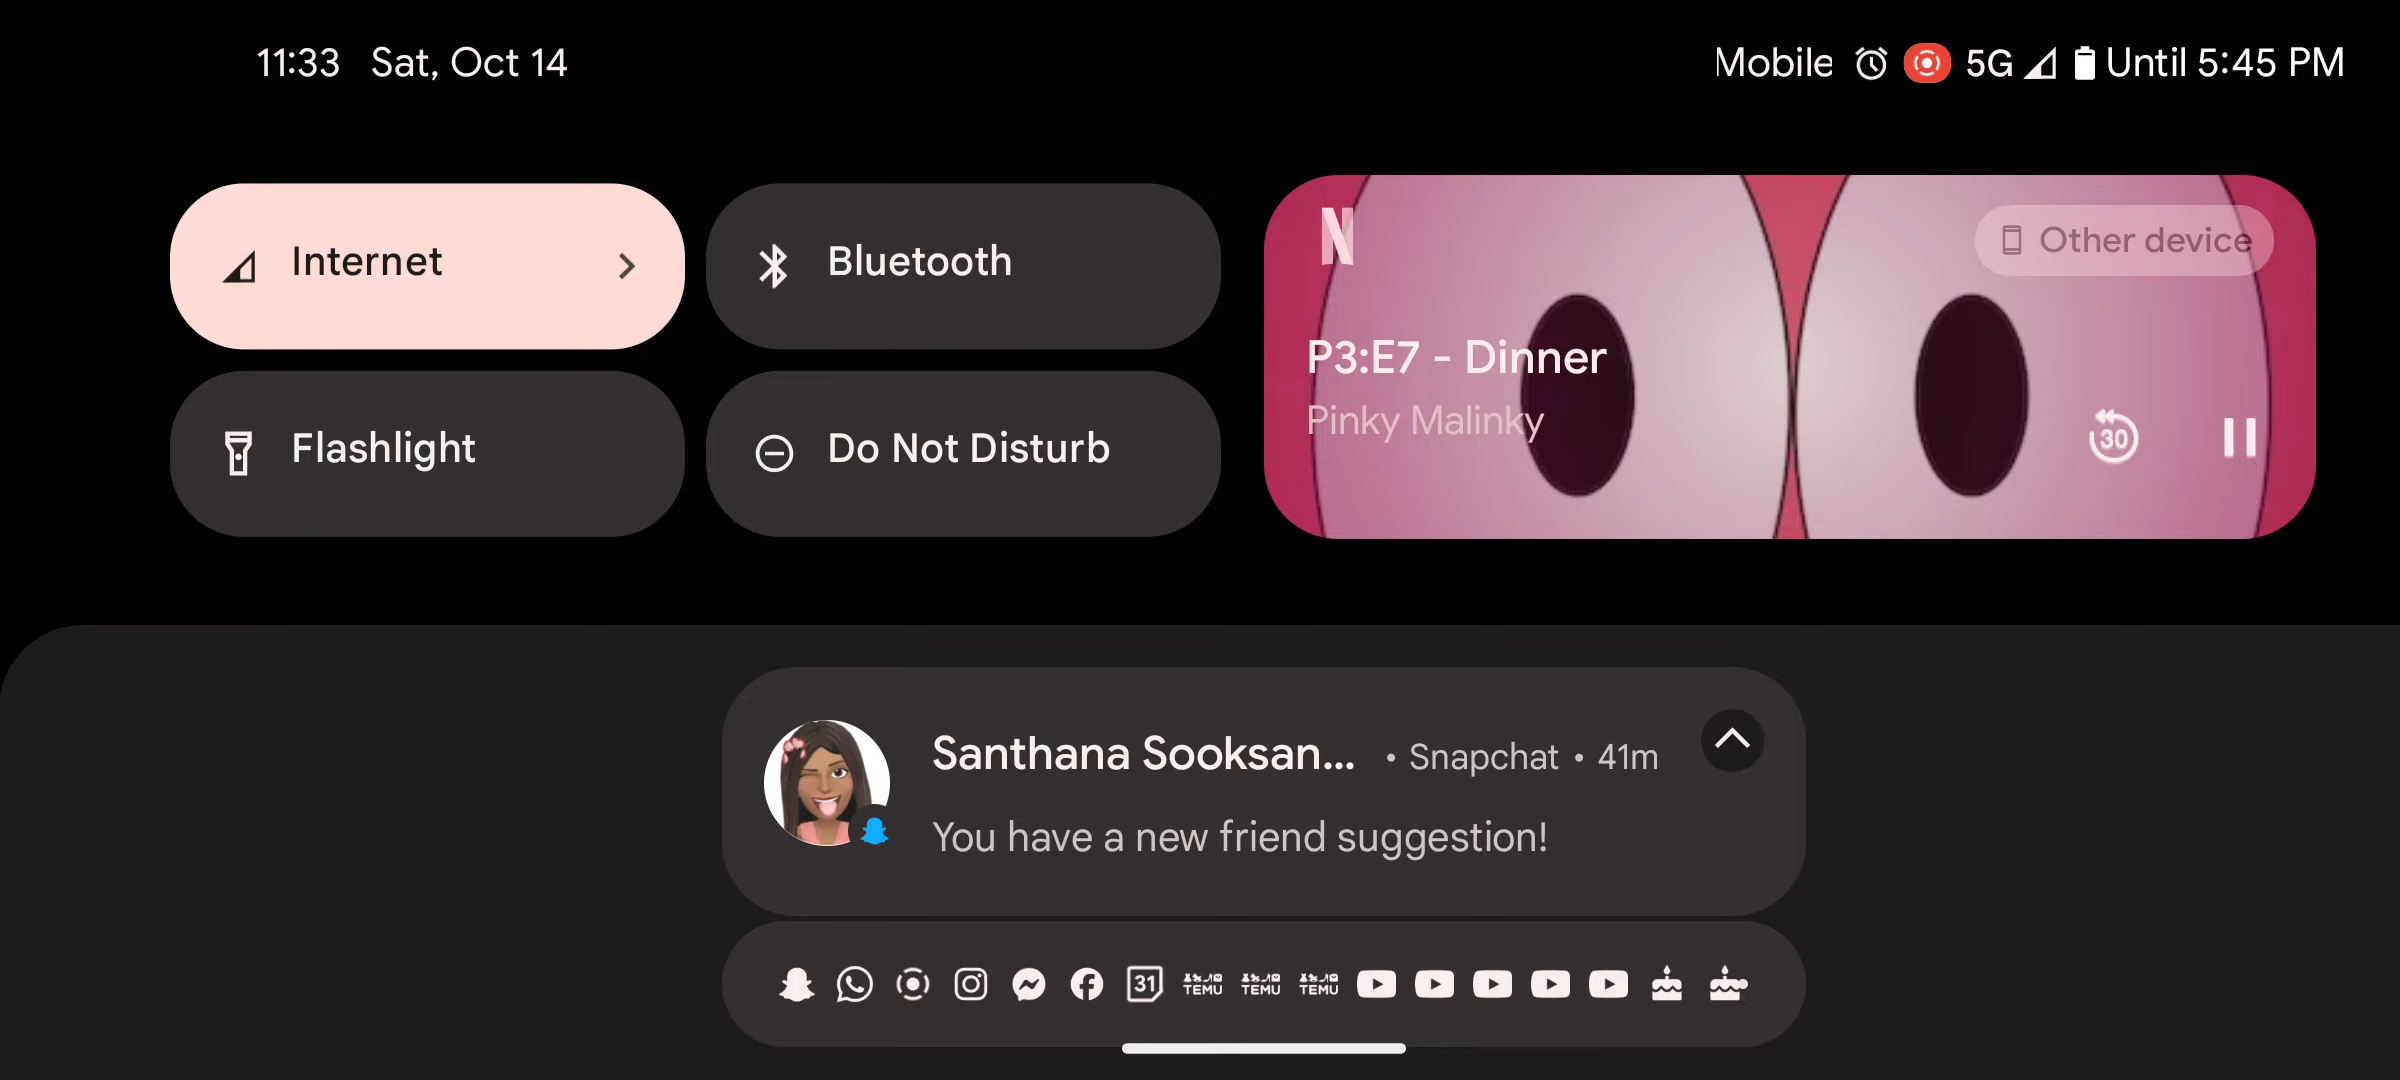 11:33 Sat, Oct 14
Mobile 5G Until 5:45 PM
Internet
Bluetooth
Flashlight
Do Not Disturb
N
Other device
P3:E7 - Dinner
Pinky Malinky
30
Santhana Sooksan... • Snapchat • 41m
You have a new friend suggestion!
31 TEMU TEMU TEMU